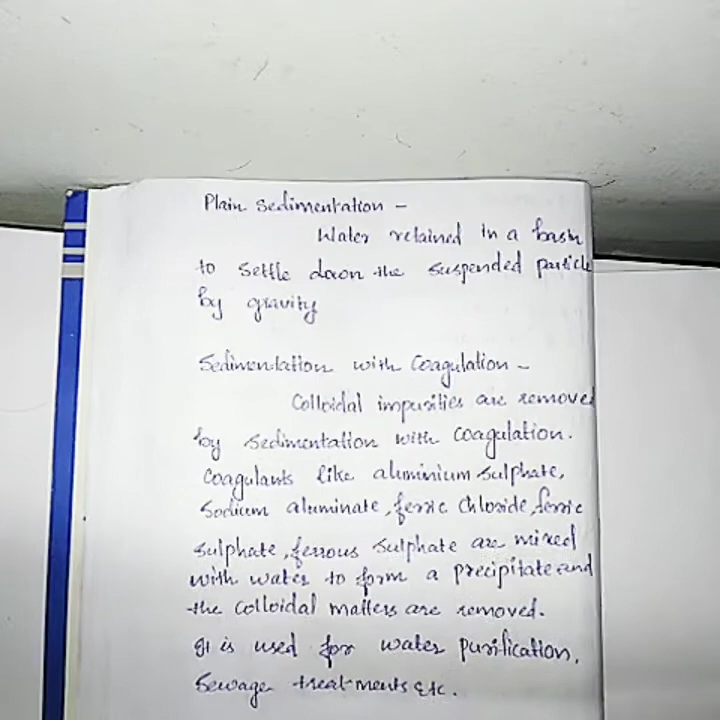 Plain Sedimentation -
Water retained in a basin
to settle down the suspended particle
by gravity
Sedimentation with Coagulation -
Colloidal impurities are removed
by sedimentation with coagulation.
Coagulants like aluminium sulphate,
Sodium aluminate, ferric chloride, ferric
sulphate, ferrous sulphate are mixed
with water to form a precipitate and
the colloidal matters are removed.
It is used for water purification,
Sewage treatments etc.